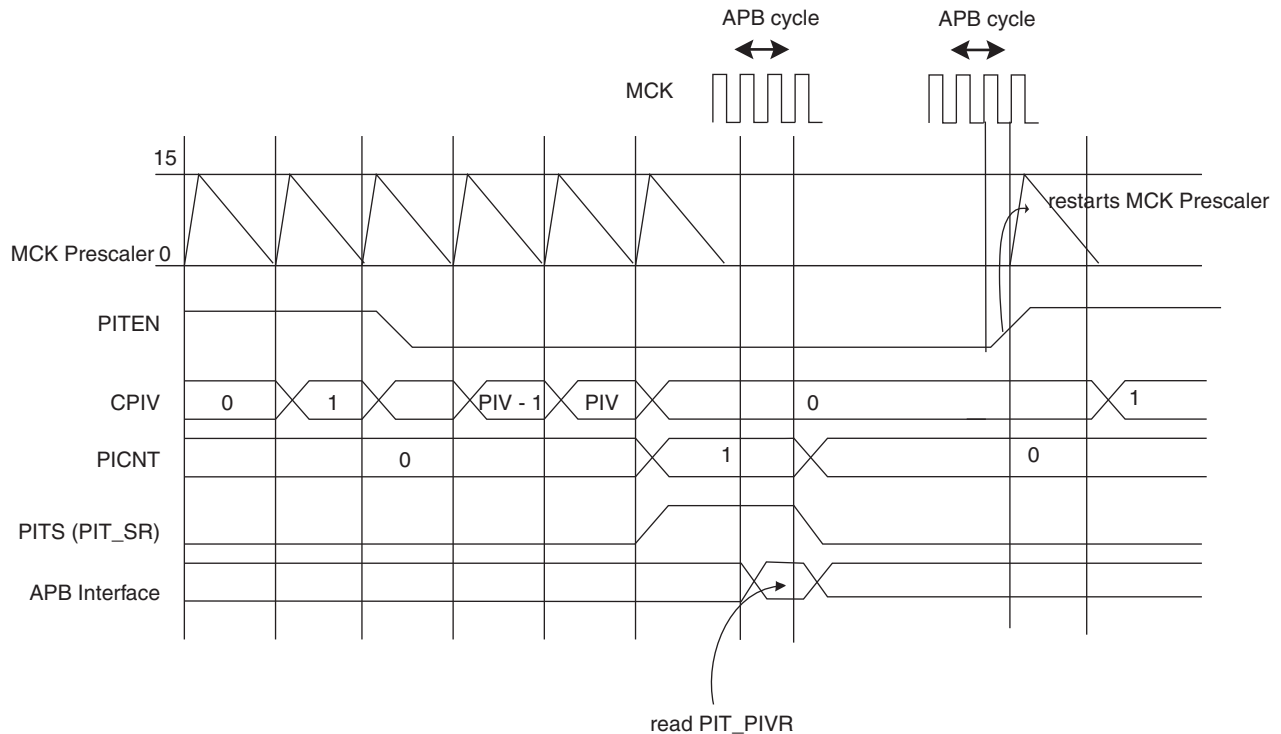 APB cycle APB cycle
MCK
15
restarts MCK Prescaler
MCK Prescaler 0
PITEN
CPIV 0 1 PIV - 1 PIV 0 1
PICNT 0 1 0
PITS (PIT_SR)
APB Interface
read PIT_PIVR